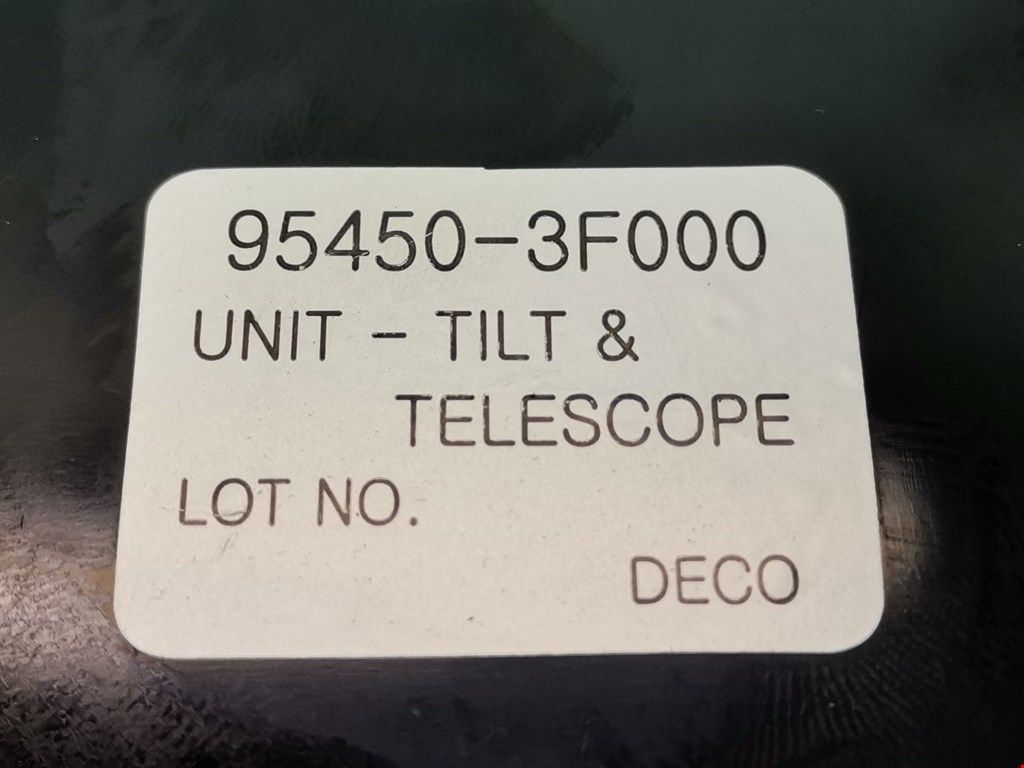 95450-3F000
UNIT - TILT &
TELESCOPE
LOT NO.
DECO